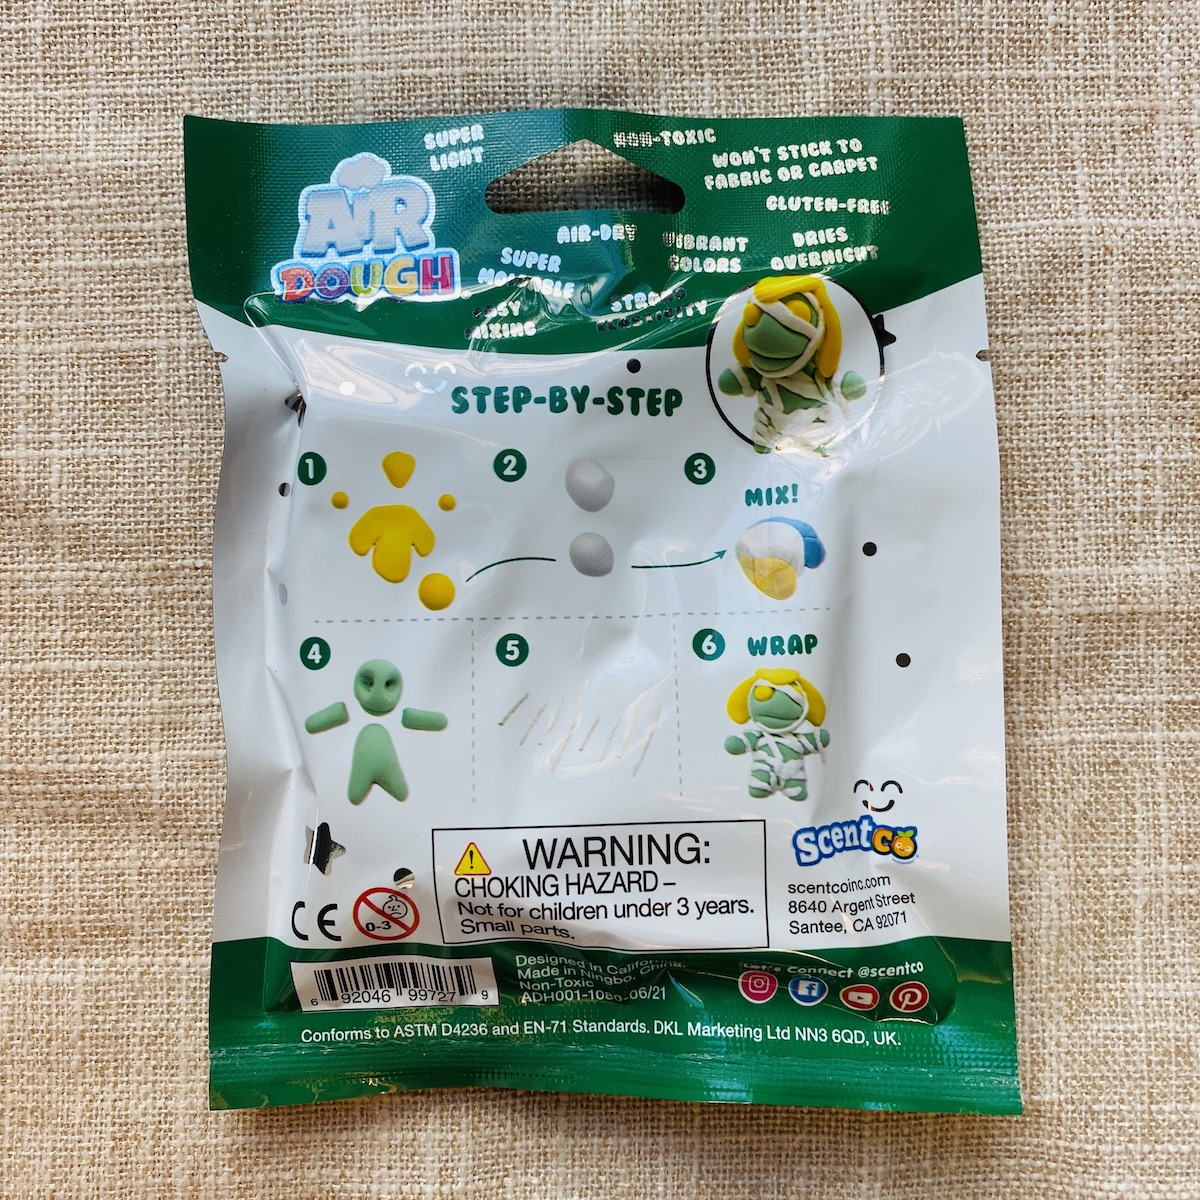 SUPER
LIGHT
NON-TOXIC
WON'T STICK TO
FABRIC OR CARPET
GLUTEN-FREE
AIR
DOUGH
AIR-DRY
VIBRANT
COLORS
DRIES
OVERNIGHT
SUPER
MOLDABLE
EASY
MIXING
STRONG
ELASTICITY
STEP-BY-STEP
1
2
3
MIX!
4
5
6
WRAP
ScentCo
scentcoinc.com
8640 Argent Street
Santee, CA 92071
WARNING:
CHOKING HAZARD –
Not for children under 3 years.
Small parts.
CE
0-3
6 92046 99727 9
Designed in California.
Made in Ningbo, China.
Non-Toxic
06/21
Let's Connect @scentco
Conforms to ASTM D4236 and EN-71 Standards. DKL Marketing Ltd NN3 6QD, UK.